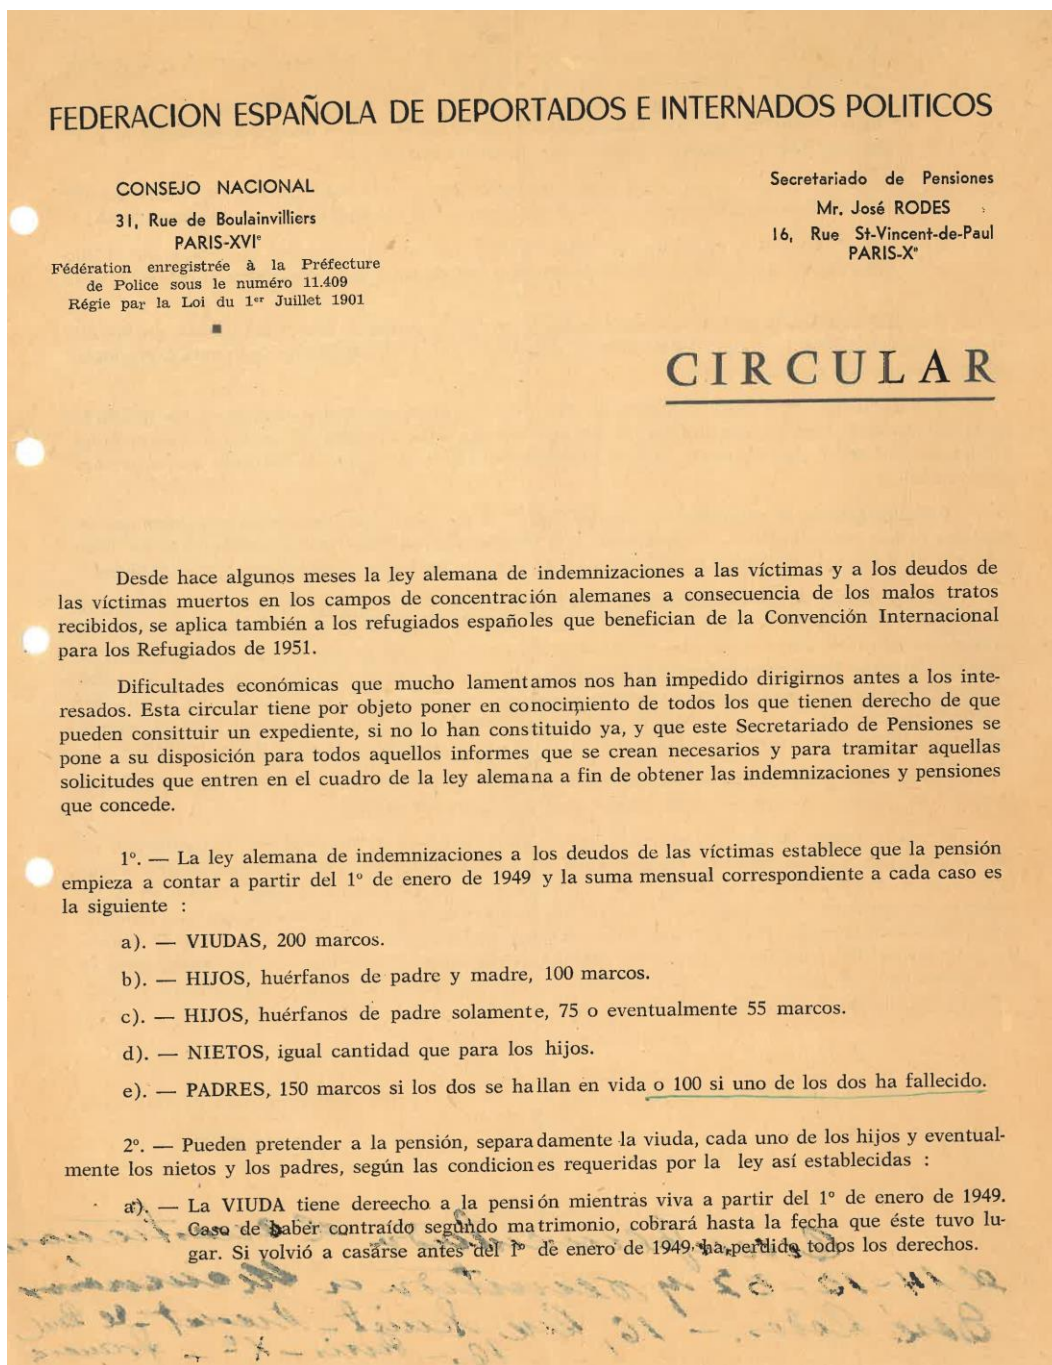 FEDERACION ESPAÑOLA DE DEPORTADOS E INTERNADOS POLITICOS
CONSEJO NACIONAL
31, Rue de Boulainvilliers
PARIS-XVIe
Fédération enregistrée à la Préfecture
de Police sous le numéro 11.409
Régie par la Loi du 1er Juillet 1901
Secretariado de Pensiones
Mr. José RODES
16, Rue St-Vincent-de-Paul
PARIS-Xe
CIRCULAR
Desde hace algunos meses la ley alemana de indemnizaciones a las víctimas y a los deudos de
las víctimas muertos en los campos de concentración alemanes a consecuencia de los malos tratos
recibidos, se aplica también a los refugiados españoles que benefician de la Convención Internacional
para los Refugiados de 1951.
Dificultades económicas que mucho lamentamos nos han impedido dirigirnos antes a los inte-
resados. Esta circular tiene por objeto poner en conocimiento de todos los que tienen derecho de que
pueden consittuir un expediente, si no lo han constituido ya, y que este Secretariado de Pensiones se
pone a su disposición para todos aquellos informes que se crean necesarios y para tramitar aquellas
solicitudes que entren en el cuadro de la ley alemana a fin de obtener las indemnizaciones y pensiones
que concede.
1º. — La ley alemana de indemnizaciones a los deudos de las víctimas establece que la pensión
empieza a contar a partir del 1º de enero de 1949 y la suma mensual correspondiente a cada caso es
la siguiente :
a). — VIUDAS, 200 marcos.
b). — HIJOS, huérfanos de padre y madre, 100 marcos.
c). — HIJOS, huérfanos de padre solamente, 75 o eventualmente 55 marcos.
d). — NIETOS, igual cantidad que para los hijos.
e). — PADRES, 150 marcos si los dos se hallan en vida o 100 si uno de los dos ha fallecido.
2º. — Pueden pretender a la pensión, separadamente la viuda, cada uno de los hijos y eventual-
mente los nietos y los padres, según las condiciones requeridas por la ley así establecidas :
a). — La VIUDA tiene dereecho a la pensión mientras viva a partir del 1º de enero de 1949.
Caso de haber contraído segundo matrimonio, cobrará hasta la fecha que éste tuvo lu-
gar. Si volvió a casarse antes del 1º de enero de 1949, ha perdido todos los derechos.